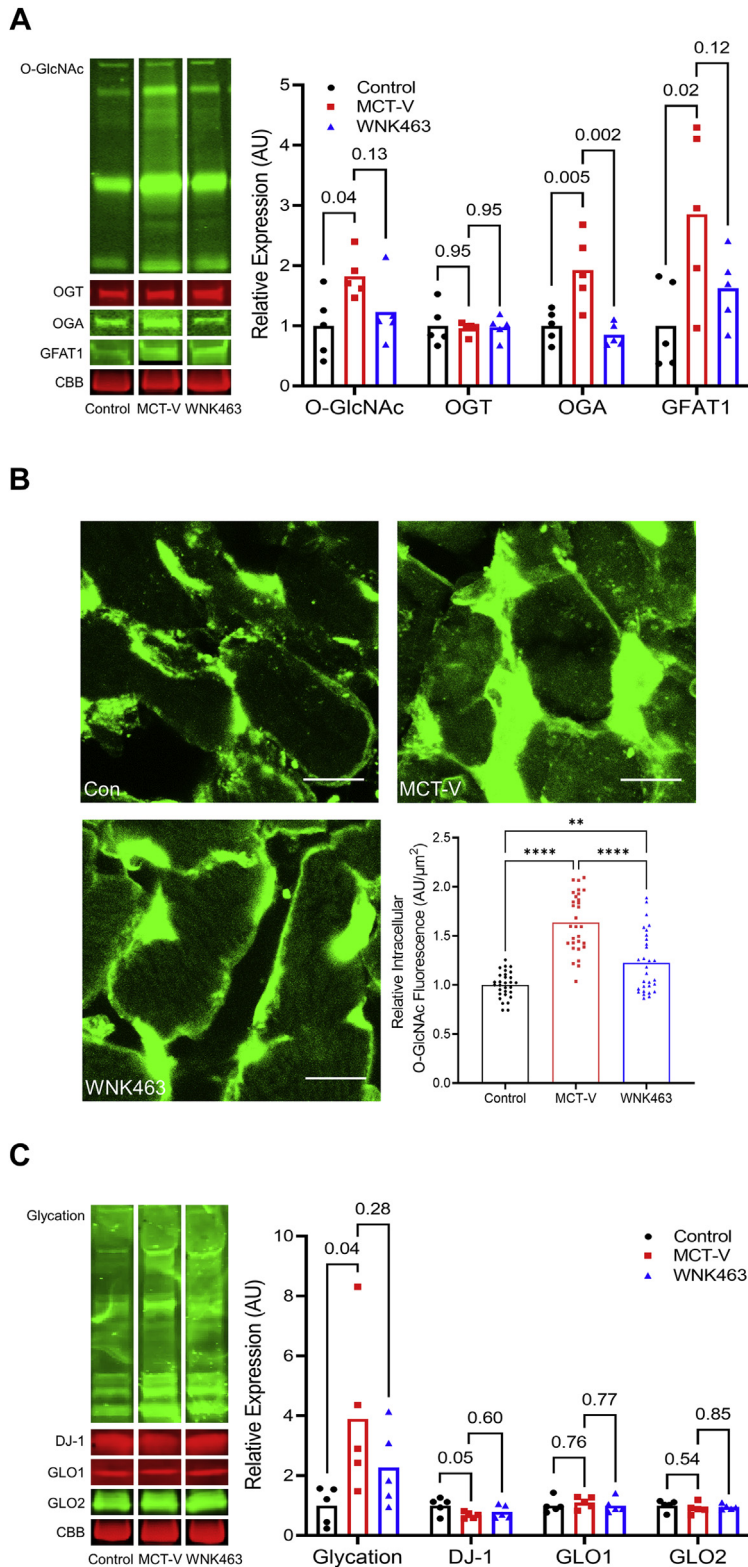 A
O-GlcNAc
OGT
OGA
GFAT1
CBB
Control MCT-V WNK463
Relative Expression (AU)
5
4
3
2
1
0
Control
MCT-V
WNK463
0.04
0.13
0.95
0.95
0.005
0.002
0.02
0.12
O-GlcNAc OGT OGA GFAT1
B
Con
MCT-V
WNK463
Relative Intracellular
O-GlcNAc Fluorescence (AU/µm²)
2.5
2.0
1.5
1.0
0.5
0.0
**
**** ****
Control MCT-V WNK463
C
Glycation
DJ-1
GLO1
GLO2
CBB
Control MCT-V WNK463
Relative Expression (AU)
10
8
6
4
2
0
Control
MCT-V
WNK463
0.04
0.28
0.05
0.60
0.76
0.77
0.54
0.85
Glycation DJ-1 GLO1 GLO2